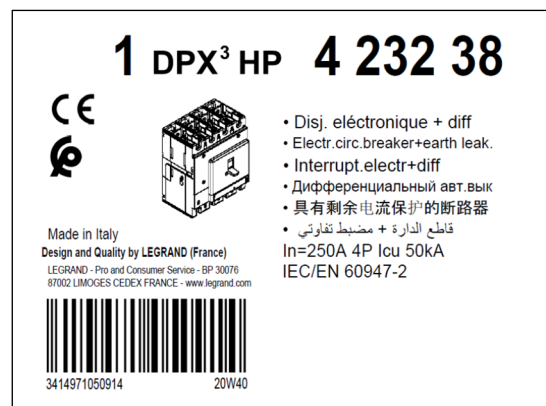 1 DPX³ HP 4 232 38
CE
• Disj. eléctronique + diff
• Electr.circ.breaker+earth leak.
• Interrupt.electr+diff
• Дифференциальный авт.вык
• 具有剩余电流保护的断路器
• قاطع الدارة + مضبط تفاوتي
In=250A 4P Icu 50kA
IEC/EN 60947-2
Made in Italy
Design and Quality by LEGRAND (France)
LEGRAND - Pro and Consumer Service - BP 30076
87002 LIMOGES CEDEX FRANCE - www.legrand.com
3414971050914 20W40